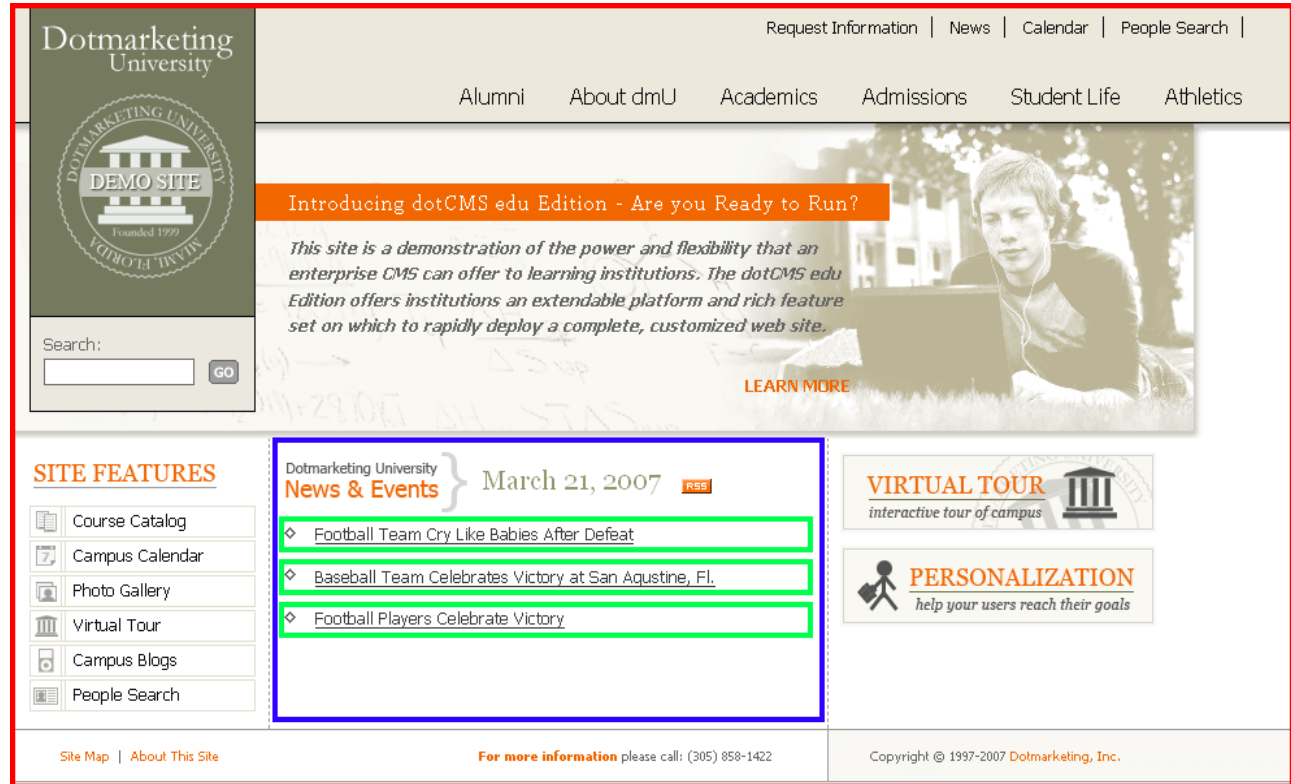 Dotmarketing
University
DOTMARKETING UNIVERSITY
DEMO SITE
Founded 1999
MIAMI, FLORIDA
Request Information | News | Calendar | People Search |
Alumni About dmU Academics Admissions Student Life Athletics
Introducing dotCMS edu Edition - Are you Ready to Run?
This site is a demonstration of the power and flexibility that an
enterprise CMS can offer to learning institutions. The dotCMS edu
Edition offers institutions an extendable platform and rich feature
set on which to rapidly deploy a complete, customized web site.
LEARN MORE
Search:
GO
SITE FEATURES
Course Catalog
Campus Calendar
Photo Gallery
Virtual Tour
Campus Blogs
People Search
Dotmarketing University
News & Events
March 21, 2007 RSS
Football Team Cry Like Babies After Defeat
Baseball Team Celebrates Victory at San Agustine, Fl.
Football Players Celebrate Victory
VIRTUAL TOUR
interactive tour of campus
PERSONALIZATION
help your users reach their goals
Site Map | About This Site
For more information please call: (305) 858-1422
Copyright © 1997-2007 Dotmarketing, Inc.